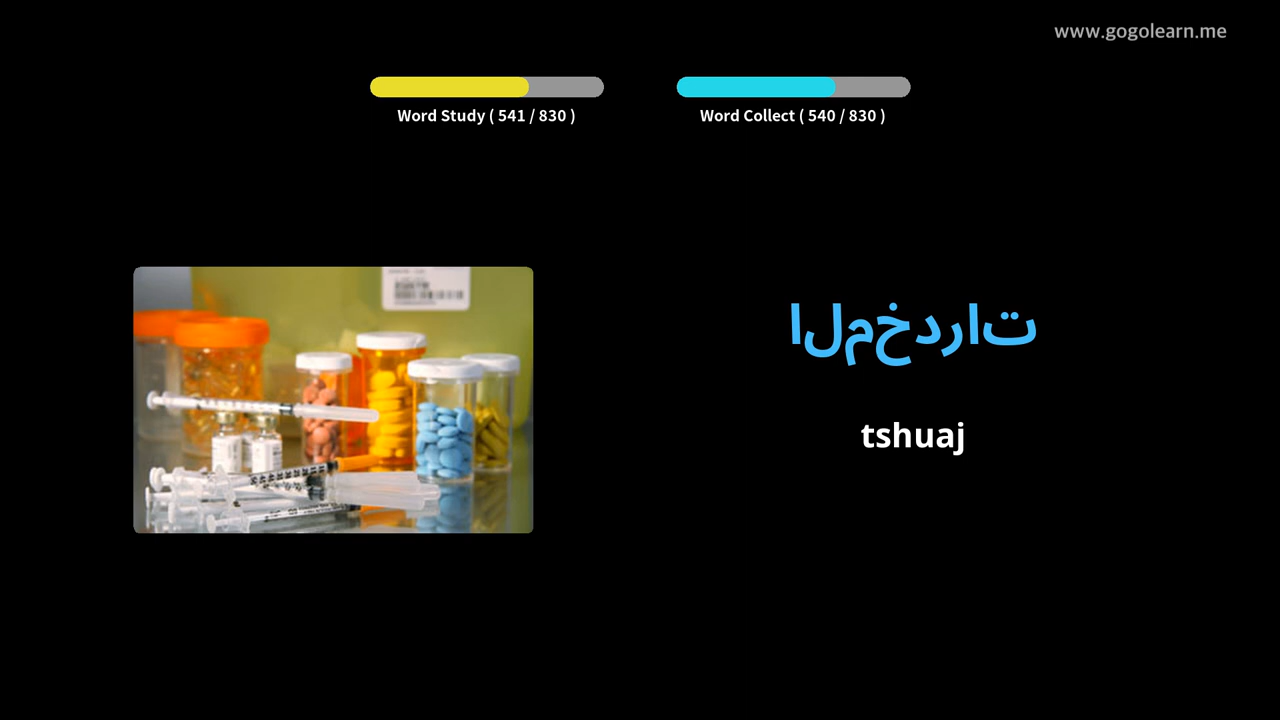 www.gogolearn.me
Word Study ( 541 / 830 )
Word Collect ( 540 / 830 )
المخدرات
tshuaj